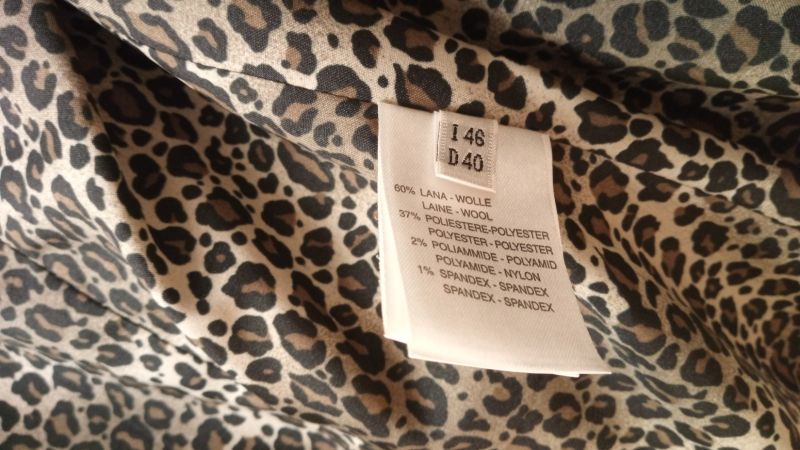 I 46
D 40
60% LANA - WOLLE
LAINE - WOOL
37% POLIESTERE-POLYESTER
POLYESTER - POLYESTER
2% POLIAMMIDE - POLYAMID
POLYAMIDE - NYLON
1% SPANDEX - SPANDEX
SPANDEX - SPANDEX